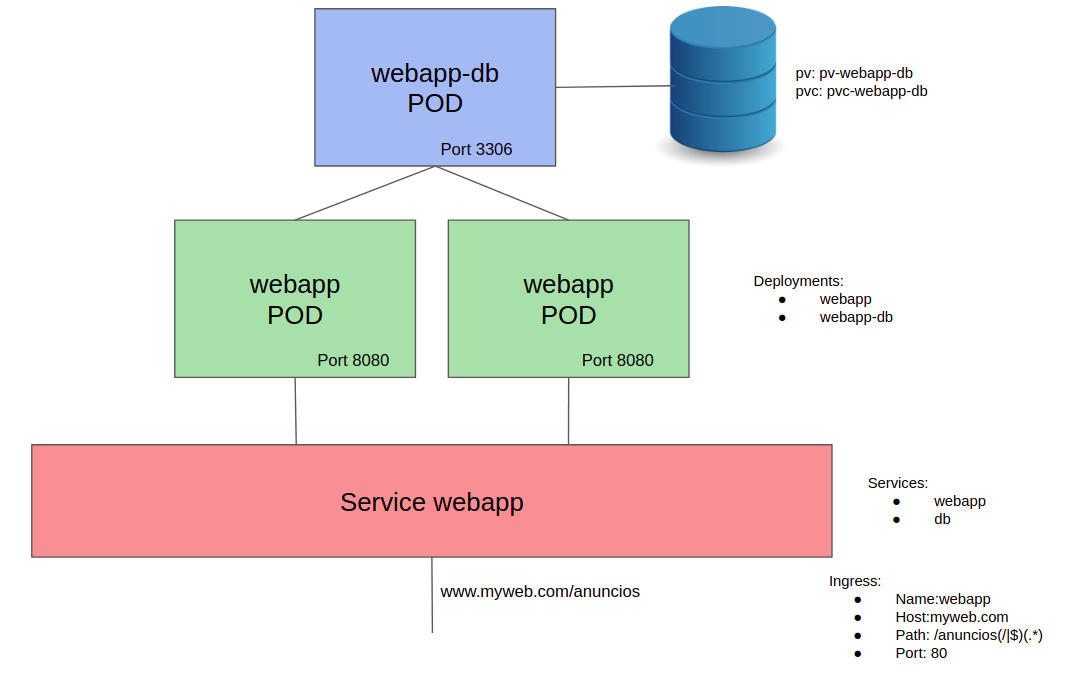 webapp-db
POD
Port 3306
pv: pv-webapp-db
pvc: pvc-webapp-db
webapp
POD
Port 8080
webapp
POD
Port 8080
Deployments:
● webapp
● webapp-db
Service webapp
Services:
● webapp
● db
www.myweb.com/anuncios
Ingress:
● Name:webapp
● Host:myweb.com
● Path: /anuncios(/|$)(.*)
● Port: 80